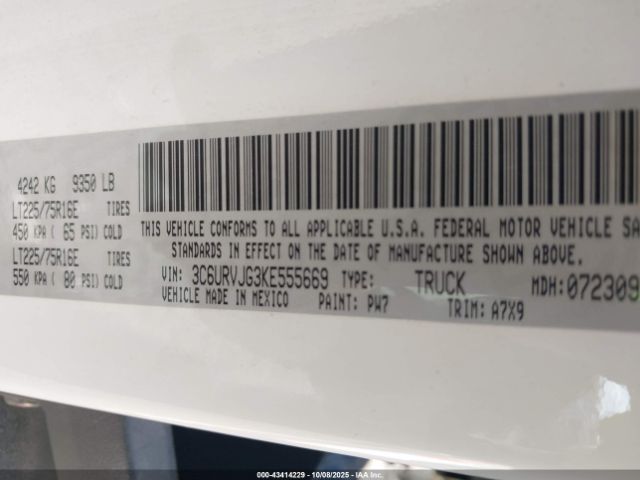 4242 KG 9350 LB
LT225/75R16E TIRES
450 KPA ( 65 PSI) COLD
LT225/75R16E TIRES
550 KPA ( 80 PSI) COLD
THIS VEHICLE CONFORMS TO ALL APPLICABLE U.S.A. FEDERAL MOTOR VEHICLE SA
STANDARDS IN EFFECT ON THE DATE OF MANUFACTURE SHOWN ABOVE.
VIN: 3C6URVJG3KE555669 TYPE: TRUCK MDH:072309
VEHICLE MADE IN MEXICO PAINT: PW7 TRIM: A7X9
000-43414229 - 10/08/2025 - Copyright 2025 IAA, Inc.